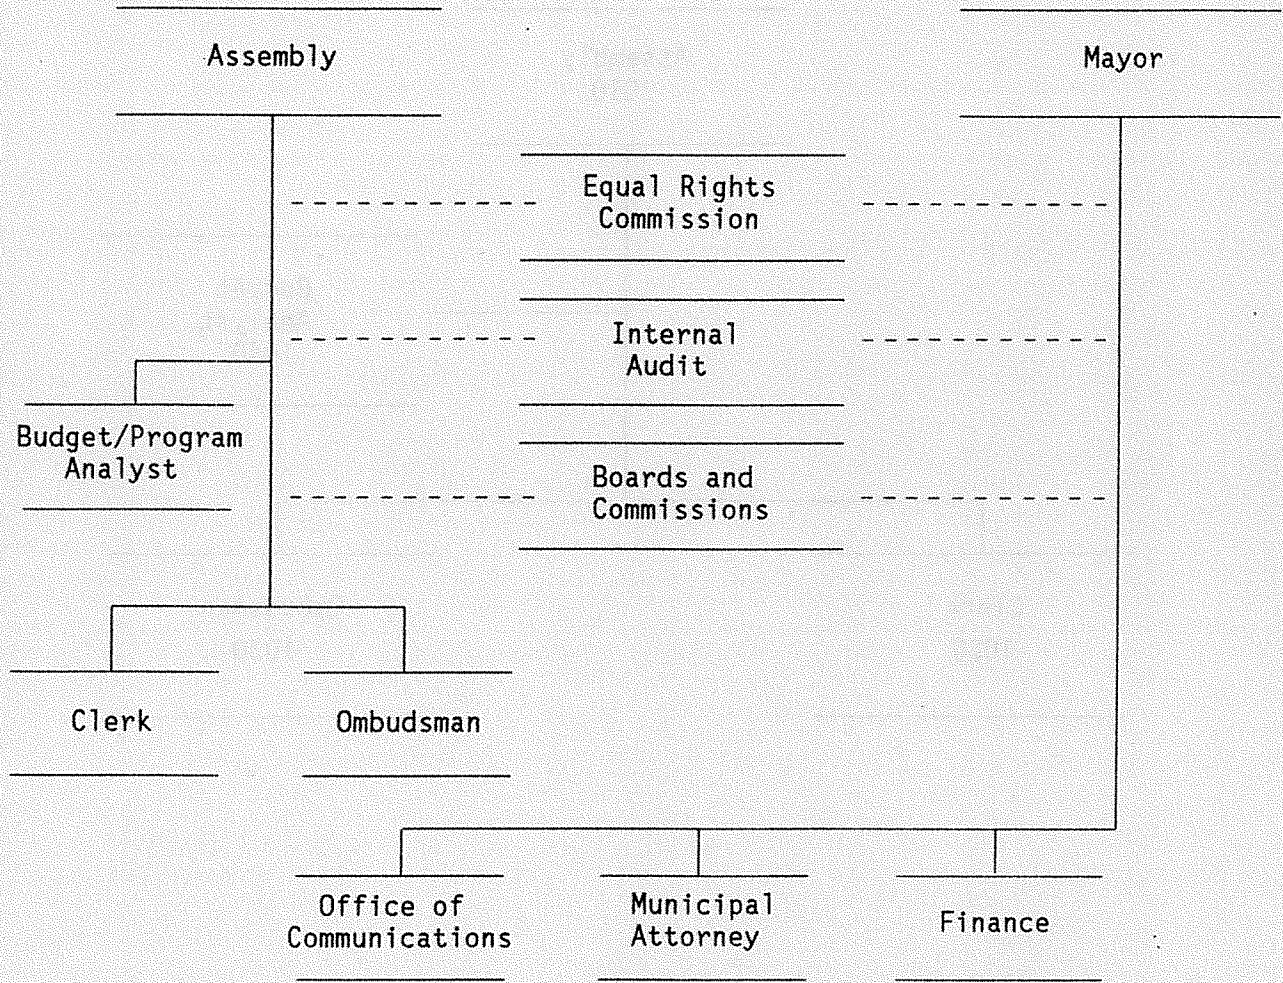 Assembly
Mayor
Equal Rights
Commission
Internal
Audit
Budget/Program
Analyst
Boards and
Commissions
Clerk
Ombudsman
Office of
Communications
Municipal
Attorney
Finance